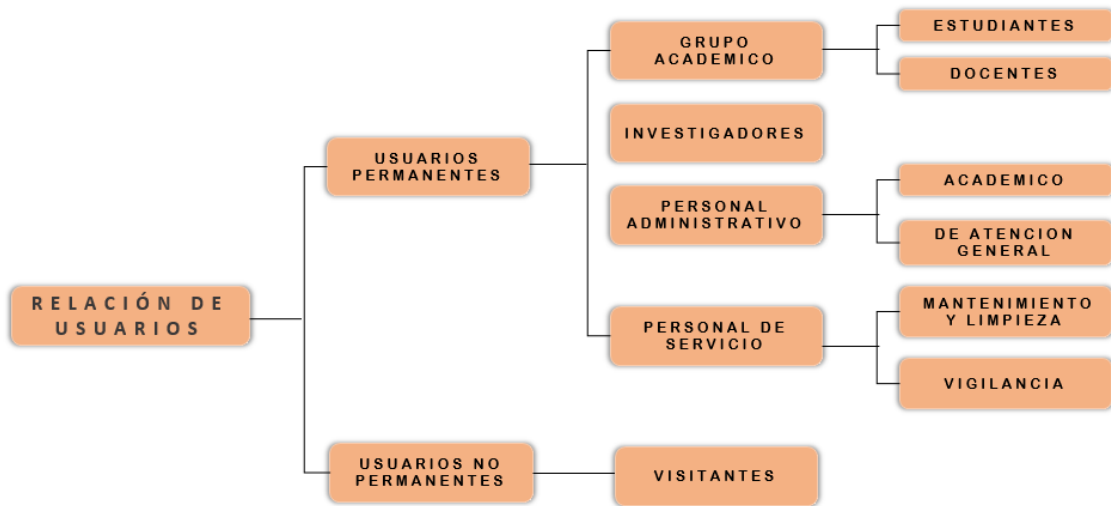 RELACIÓN DE
USUARIOS
USUARIOS
PERMANENTES
GRUPO
ACADEMICO
ESTUDIANTES
DOCENTES
INVESTIGADORES
PERSONAL
ADMINISTRATIVO
ACADEMICO
DE ATENCION
GENERAL
PERSONAL DE
SERVICIO
MANTENIMIENTO
Y LIMPIEZA
VIGILANCIA
USUARIOS NO
PERMANENTES
VISITANTES